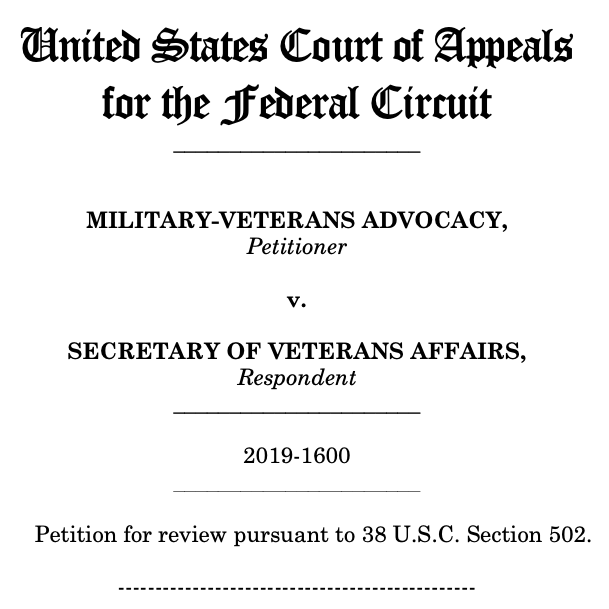 United States Court of Appeals
for the Federal Circuit
MILITARY-VETERANS ADVOCACY,
Petitioner
v.
SECRETARY OF VETERANS AFFAIRS,
Respondent
2019-1600
Petition for review pursuant to 38 U.S.C. Section 502.